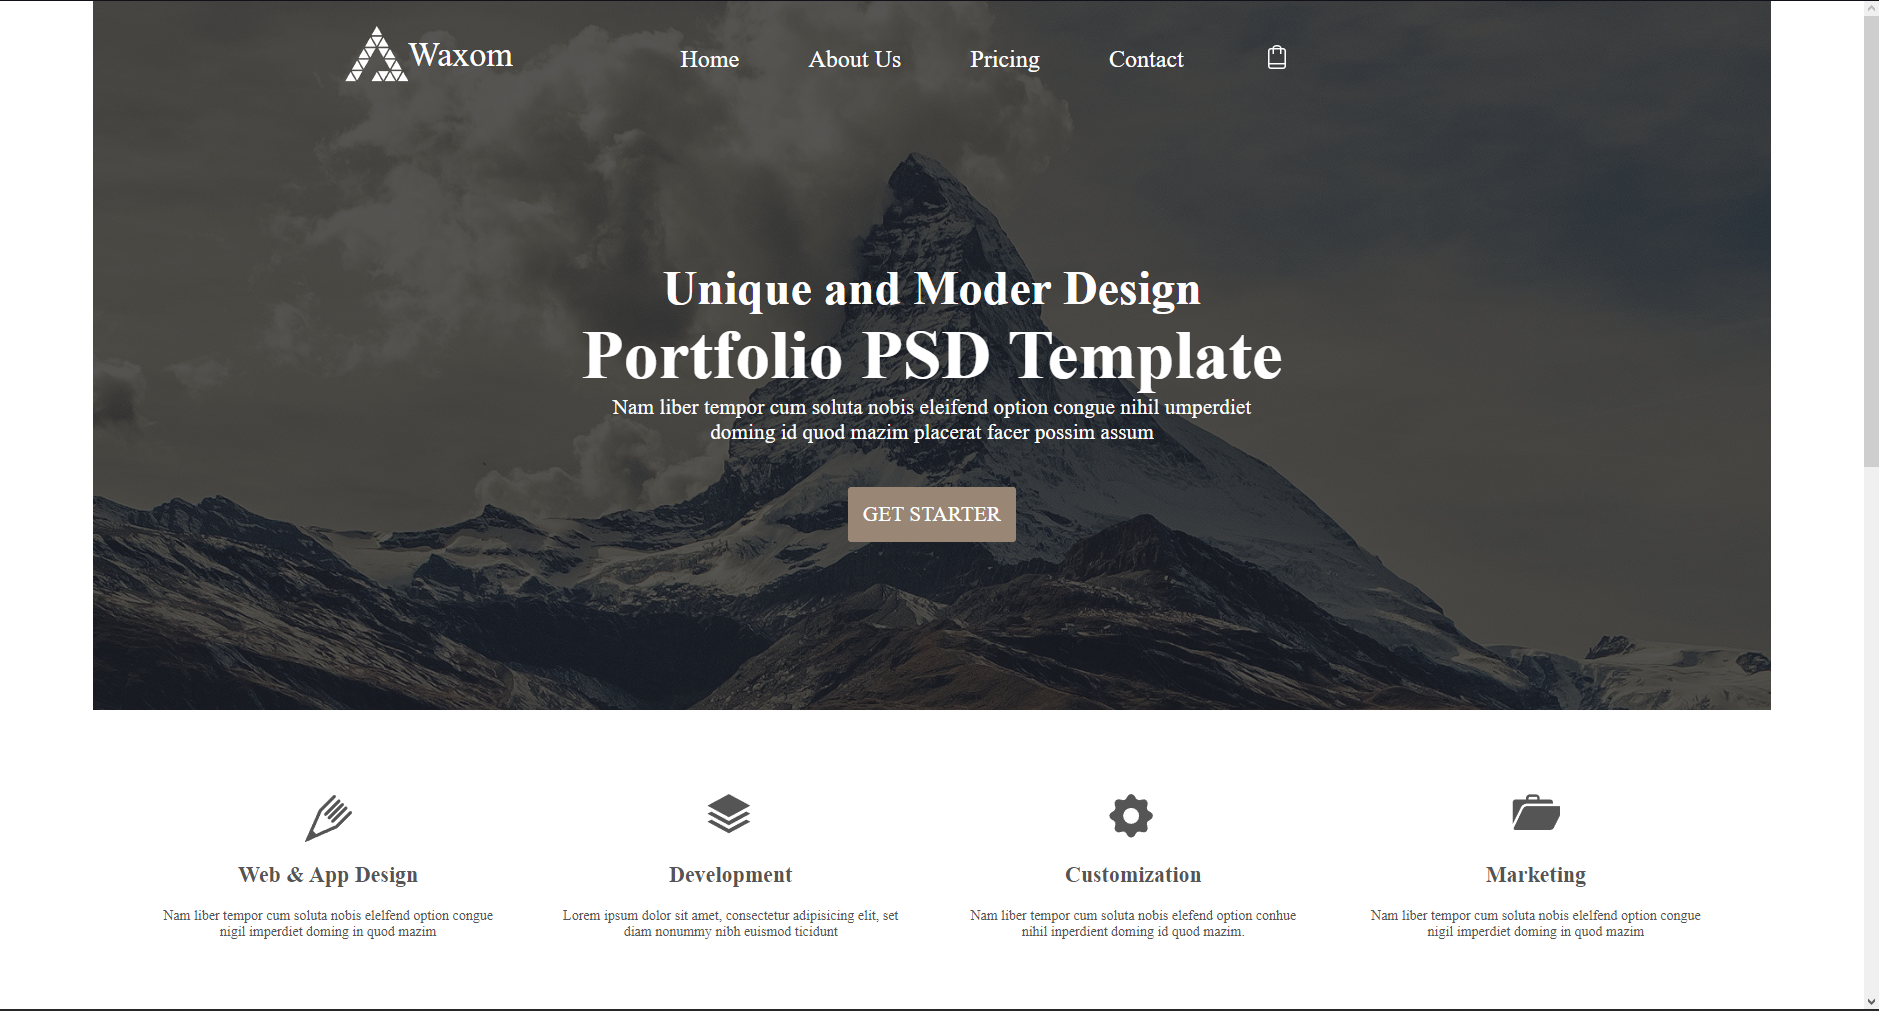 Waxom
Home
About Us
Pricing
Contact
Unique and Moder Design
Portfolio PSD Template
Nam liber tempor cum soluta nobis eleifend option congue nihil umperdiet
doming id quod mazim placerat facer possim assum
GET STARTER
Web & App Design
Nam liber tempor cum soluta nobis elelfend option congue
nigil imperdiet doming in quod mazim
Development
Lorem ipsum dolor sit amet, consectetur adipisicing elit, set
diam nonummy nibh euismod ticidunt
Customization
Nam liber tempor cum soluta nobis elefend option conhue
nihil inperdient doming id quod mazim.
Marketing
Nam liber tempor cum soluta nobis elelfend option congue
nigil imperdiet doming in quod mazim